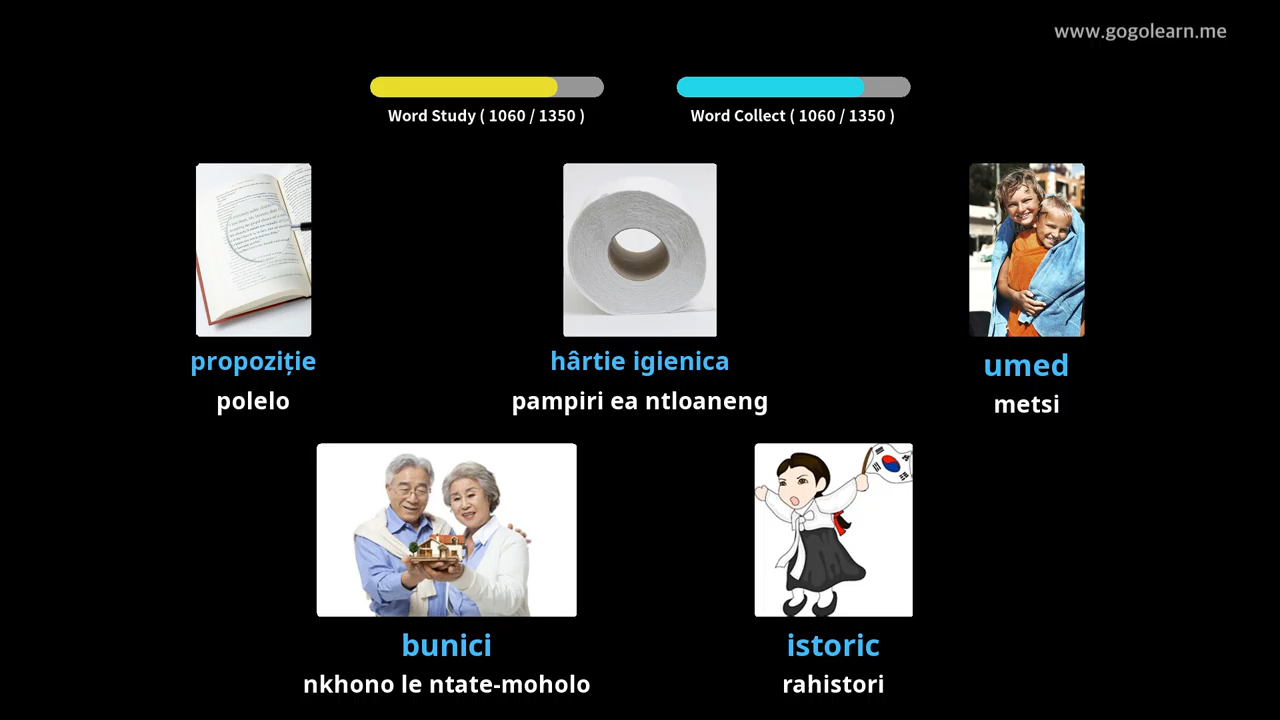 www.gogolearn.me
Word Study ( 1060 / 1350 )
Word Collect ( 1060 / 1350 )
propoziție
polelo
hârtie igienica
pampiri ea ntloaneng
umed
metsi
bunici
nkhono le ntate-moholo
istoric
rahistori